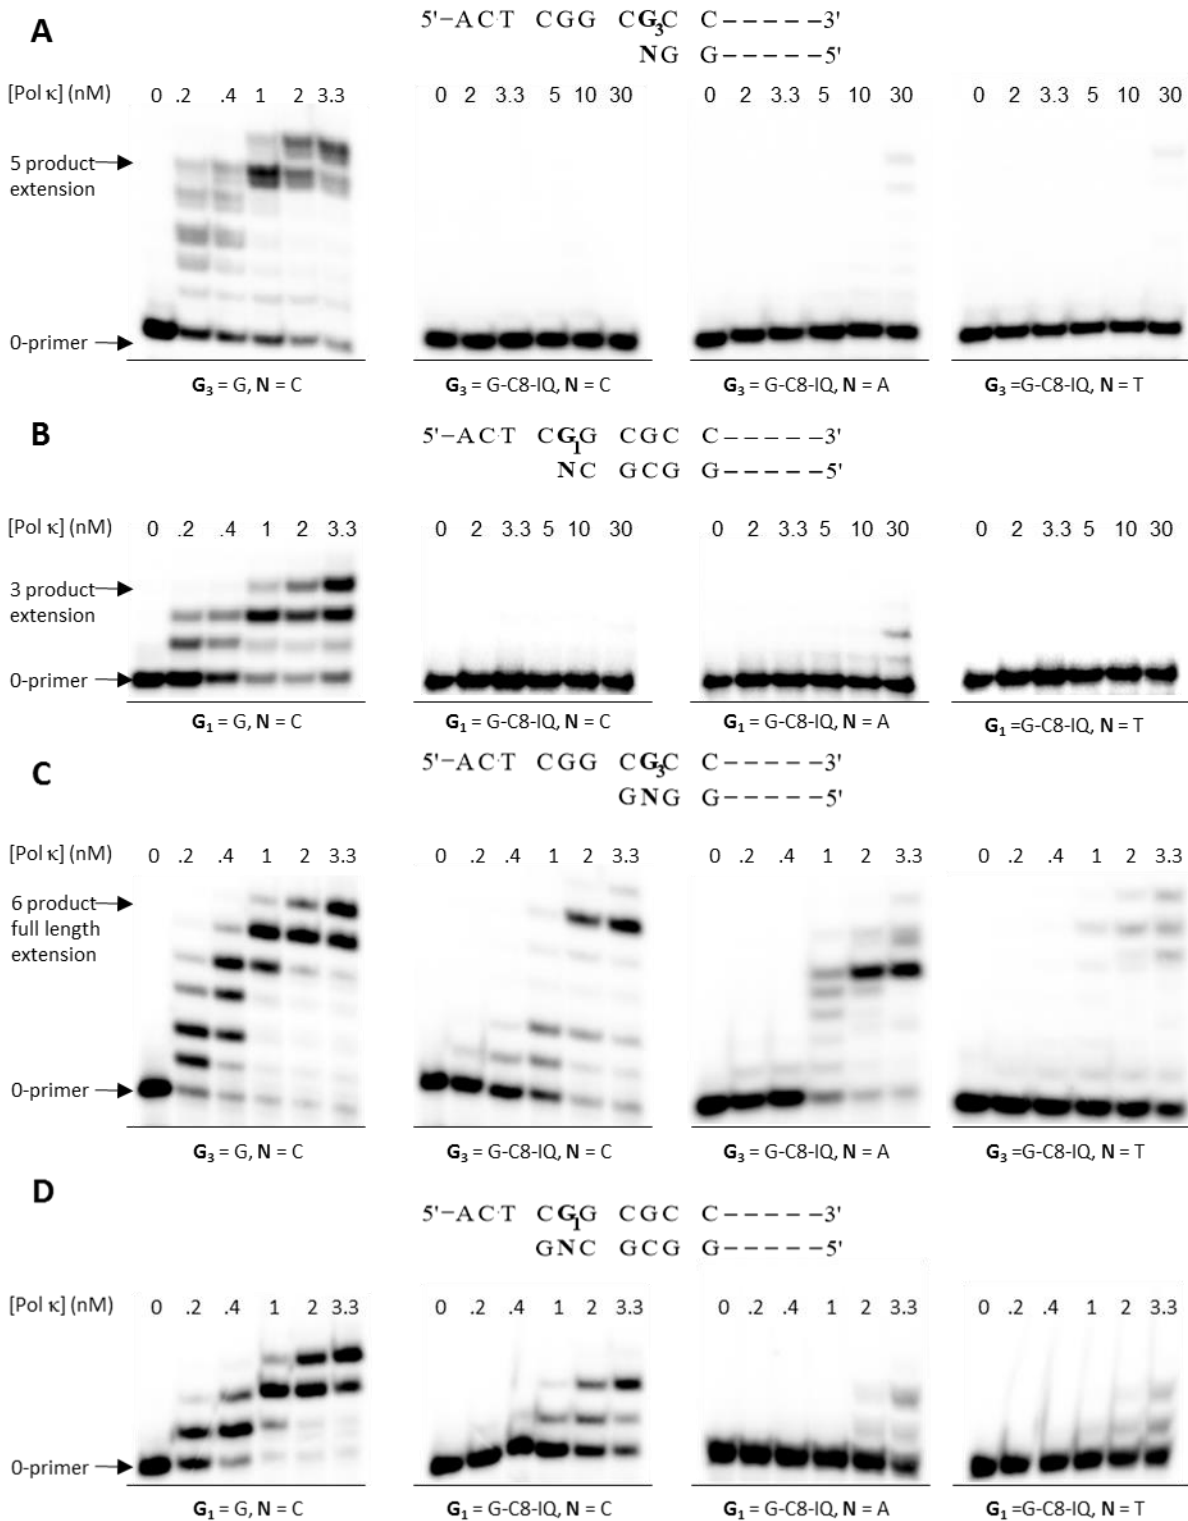 A
5'−ACT CGG CG3C C−−−−−3'
NG G−−−−−5'
[Pol κ] (nM) 0 .2 .4 1 2 3.3 0 2 3.3 5 10 30 0 2 3.3 5 10 30 0 2 3.3 5 10 30
5 product
extension
0-primer
G3 = G, N = C G3 = G-C8-IQ, N = C G3 = G-C8-IQ, N = A G3 =G-C8-IQ, N = T
B
5'−ACT CG1G CGC C−−−−−3'
NC GCGG G−−−−−5'
[Pol κ] (nM) 0 .2 .4 1 2 3.3 0 2 3.3 5 10 30 0 2 3.3 5 10 30 0 2 3.3 5 10 30
3 product
extension
0-primer
G1 = G, N = C G1 = G-C8-IQ, N = C G1 = G-C8-IQ, N = A G1 =G-C8-IQ, N = T
C
5'−ACT CGG CG3C C−−−−−3'
GNG G−−−−−5'
[Pol κ] (nM) 0 .2 .4 1 2 3.3 0 .2 .4 1 2 3.3 0 .2 .4 1 2 3.3 0 .2 .4 1 2 3.3
6 product
full length
extension
0-primer
G3 = G, N = C G3 = G-C8-IQ, N = C G3 = G-C8-IQ, N = A G3 =G-C8-IQ, N = T
D
5'−ACT CG1G CGC C−−−−−3'
GNC GCG G−−−−−5'
[Pol κ] (nM) 0 .2 .4 1 2 3.3 0 .2 .4 1 2 3.3 0 .2 .4 1 2 3.3 0 .2 .4 1 2 3.3
0-primer
G1 = G, N = C G1 = G-C8-IQ, N = C G1 = G-C8-IQ, N = A G1 =G-C8-IQ, N = T